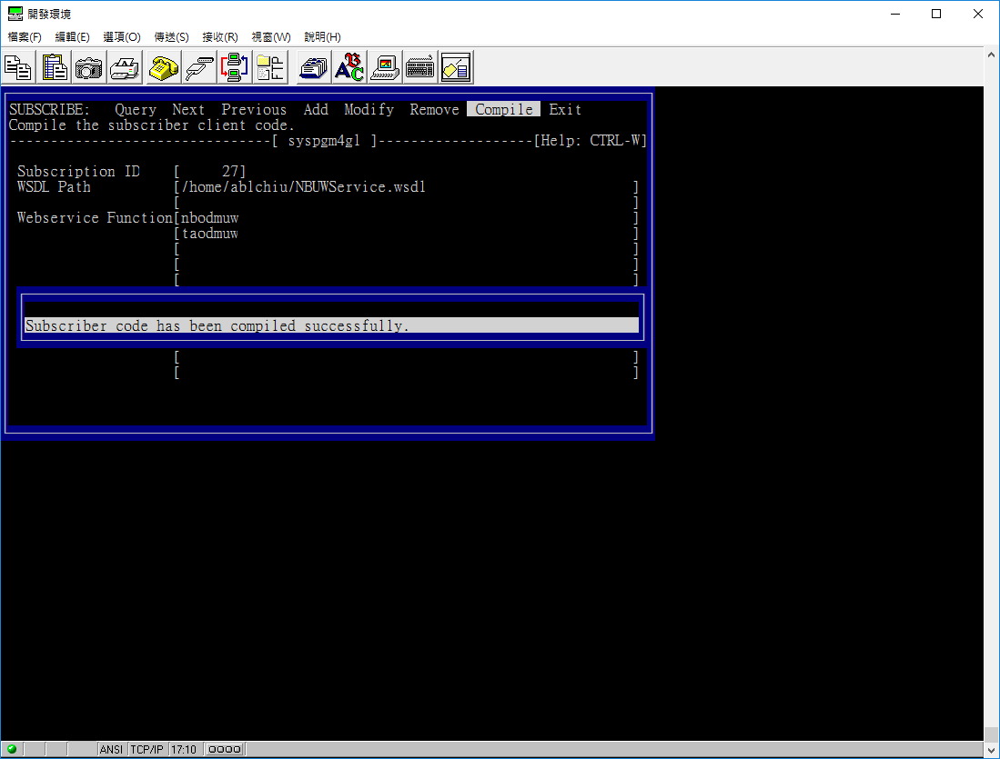 開發環境
檔案(F) 編輯(E) 選項(O) 傳送(S) 接收(R) 視窗(W) 說明(H)
SUBSCRIBE: Query Next Previous Add Modify Remove Compile Exit
Compile the subscriber client code.
--------------------------------[ syspgm4gl ]-------------------[Help: CTRL-W]
Subscription ID [ 27]
WSDL Path [/home/ablchiu/NBUWService.wsdl ]
[ ]
Webservice Function[nbodmuw ]
[taodmuw ]
[ ]
[ ]
[ ]
Subscriber code has been compiled successfully.
[ ]
[ ]
ANSI TCP/IP 17:10